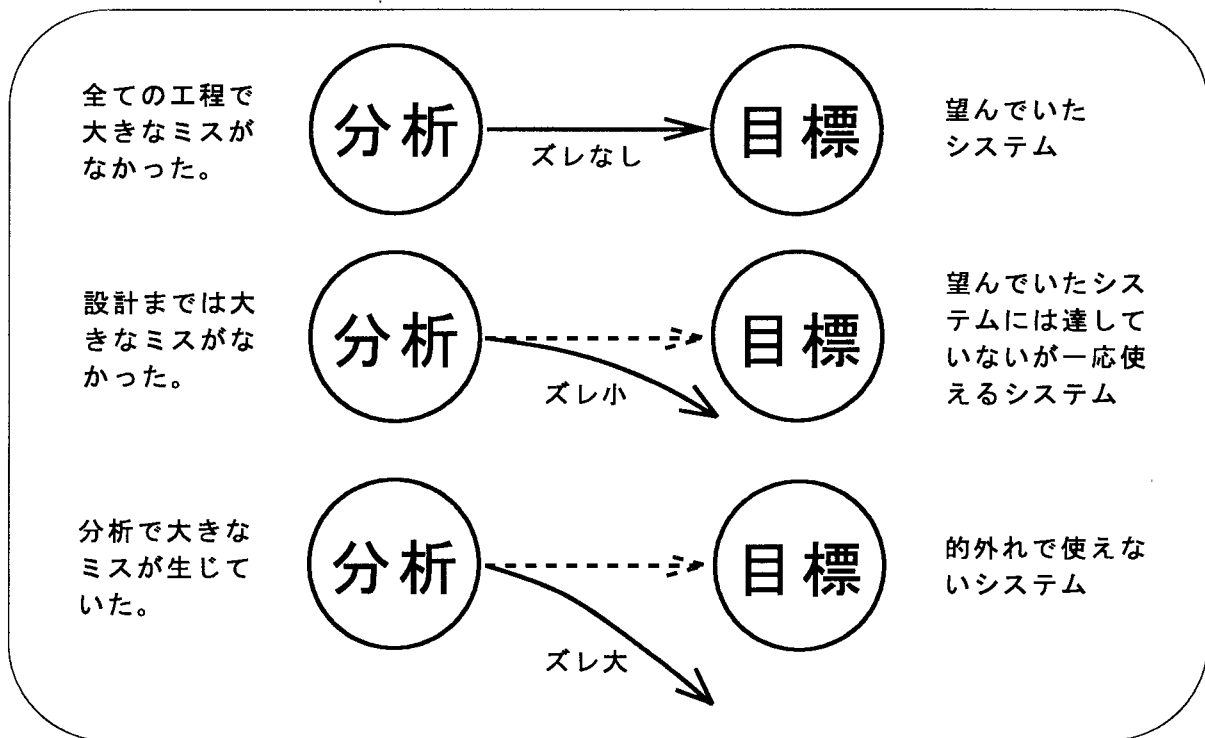 全ての工程で
大きなミスが
なかった。
分析
ズレなし
目標
望んでいた
システム
設計までは大
きなミスがな
かった。
分析
ズレ小
目標
望んでいたシス
テムには達して
いないが一応使
えるシステム
分析で大きな
ミスが生じて
いた。
分析
ズレ大
目標
的外れで使えな
いシステム